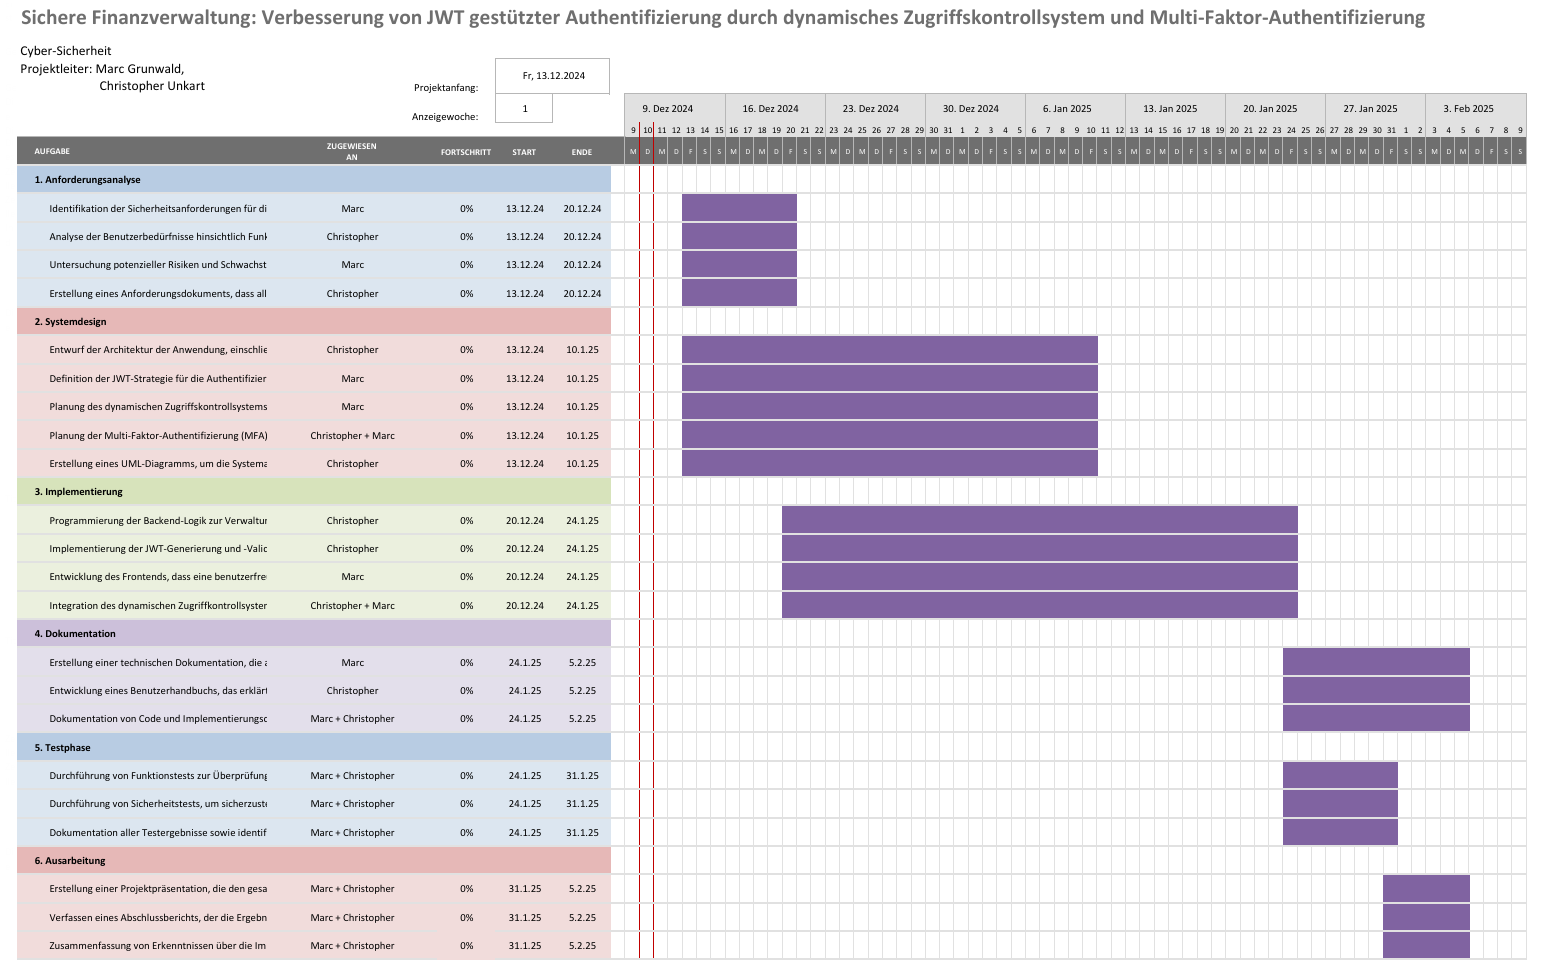 Sichere Finanzverwaltung: Verbesserung von JWT gestützter Authentifizierung durch dynamisches Zugriffskontrollsystem und Multi-Faktor-Authentifizierung
Cyber-Sicherheit
Projektleiter: Marc Grunwald,
Christopher Unkart
Projektanfang: Fr, 13.12.2024
Anzeigewoche: 1
9. Dez 2024 16. Dez 2024 23. Dez 2024 30. Dez 2024 6. Jan 2025 13. Jan 2025 20. Jan 2025 27. Jan 2025 3. Feb 2025
9 10 11 12 13 14 15 16 17 18 19 20 21 22 23 24 25 26 27 28 29 30 31 1 2 3 4 5 6 7 8 9 10 11 12 13 14 15 16 17 18 19 20 21 22 23 24 25 26 27 28 29 30 31 1 2 3 4 5 6 7 8 9
AUFGABE ZUGEWIESEN AN FORTSCHRITT START ENDE M D M D F S S M D M D F S S M D M D F S S M D M D F S S M D M D F S S M D M D F S S M D M D F S S M D M D F S S M D M D F S S
1. Anforderungsanalyse
Identifikation der Sicherheitsanforderungen für di Marc 0% 13.12.24 20.12.24
Analyse der Benutzerbedürfnisse hinsichtlich Funk Christopher 0% 13.12.24 20.12.24
Untersuchung potenzieller Risiken und Schwachst Marc 0% 13.12.24 20.12.24
Erstellung eines Anforderungsdokuments, dass all Christopher 0% 13.12.24 20.12.24
2. Systemdesign
Entwurf der Architektur der Anwendung, einschlie Christopher 0% 13.12.24 10.1.25
Definition der JWT-Strategie für die Authentifizier Marc 0% 13.12.24 10.1.25
Planung des dynamischen Zugriffskontrollsystems Marc 0% 13.12.24 10.1.25
Planung der Multi-Faktor-Authentifizierung (MFA) Christopher + Marc 0% 13.12.24 10.1.25
Erstellung eines UML-Diagramms, um die Systema Christopher 0% 13.12.24 10.1.25
3. Implementierung
Programmierung der Backend-Logik zur Verwaltur Christopher 0% 20.12.24 24.1.25
Implementierung der JWT-Generierung und -Valic Christopher 0% 20.12.24 24.1.25
Entwicklung des Frontends, dass eine benutzerfre Marc 0% 20.12.24 24.1.25
Integration des dynamischen Zugriffkontrollsyster Christopher + Marc 0% 20.12.24 24.1.25
4. Dokumentation
Erstellung einer technischen Dokumentation, die a Marc 0% 24.1.25 5.2.25
Entwicklung eines Benutzerhandbuchs, das erklärt Christopher 0% 24.1.25 5.2.25
Dokumentation von Code und Implementierungsc Marc + Christopher 0% 24.1.25 5.2.25
5. Testphase
Durchführung von Funktionstests zur Überprüfung Marc + Christopher 0% 24.1.25 31.1.25
Durchführung von Sicherheitstests, um sicherzuste Marc + Christopher 0% 24.1.25 31.1.25
Dokumentation aller Testergebnisse sowie identif Marc + Christopher 0% 24.1.25 31.1.25
6. Ausarbeitung
Erstellung einer Projektpräsentation, die den gesa Marc + Christopher 0% 31.1.25 5.2.25
Verfassen eines Abschlussberichts, der die Ergebn Marc + Christopher 0% 31.1.25 5.2.25
Zusammenfassung von Erkenntnissen über die Im Marc + Christopher 0% 31.1.25 5.2.25